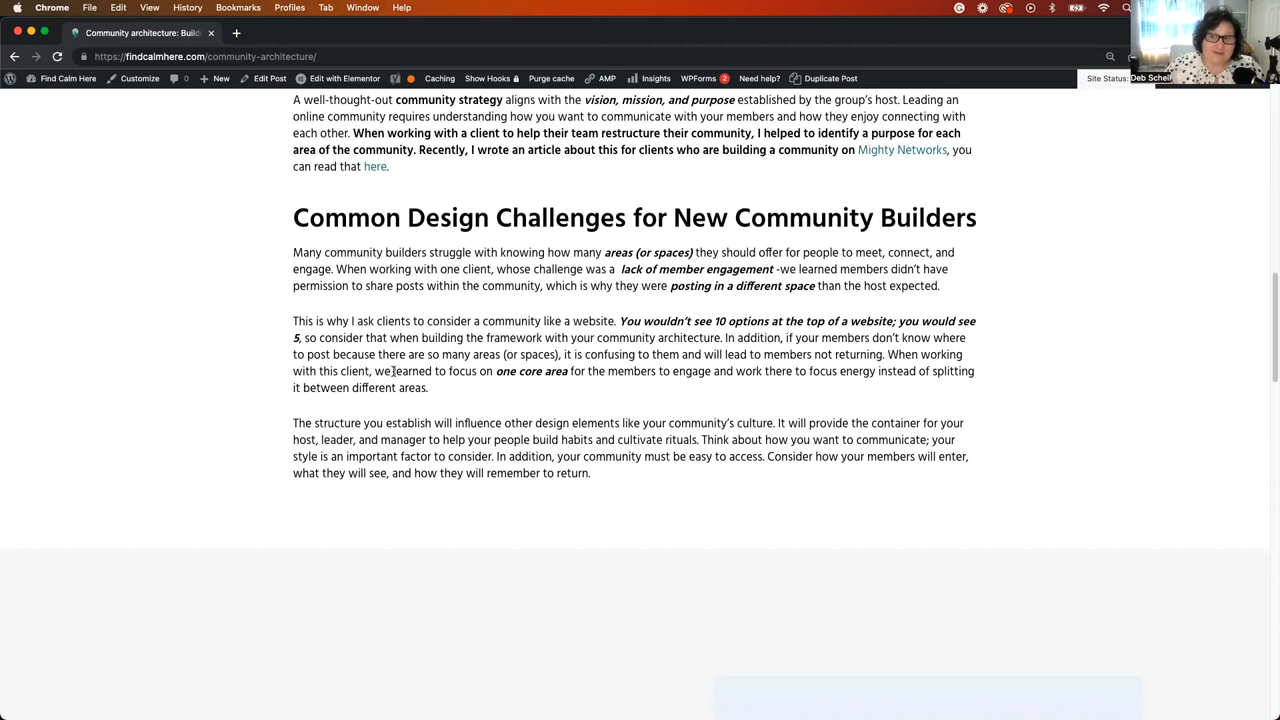 Chrome File Edit View History Bookmarks Profiles Tab Window Help
Community architecture: Build
https://findcalmhere.com/community-architecture/
Find Calm Here Customize 0 New Edit Post Edit with Elementor Caching Show Hooks Purge cache AMP Insights WPForms 2 Need help? Duplicate Post Site Status:
Deb Schell
A well-thought-out community strategy aligns with the vision, mission, and purpose established by the group's host. Leading an
online community requires understanding how you want to communicate with your members and how they enjoy connecting with
each other. When working with a client to help their team restructure their community, I helped to identify a purpose for each
area of the community. Recently, I wrote an article about this for clients who are building a community on Mighty Networks, you
can read that here.
Common Design Challenges for New Community Builders
Many community builders struggle with knowing how many areas (or spaces) they should offer for people to meet, connect, and
engage. When working with one client, whose challenge was a lack of member engagement -we learned members didn't have
permission to share posts within the community, which is why they were posting in a different space than the host expected.
This is why I ask clients to consider a community like a website. You wouldn't see 10 options at the top of a website; you would see
5, so consider that when building the framework with your community architecture. In addition, if your members don't know where
to post because there are so many areas (or spaces), it is confusing to them and will lead to members not returning. When working
with this client, we learned to focus on one core area for the members to engage and work there to focus energy instead of splitting
it between different areas.
The structure you establish will influence other design elements like your community's culture. It will provide the container for your
host, leader, and manager to help your people build habits and cultivate rituals. Think about how you want to communicate; your
style is an important factor to consider. In addition, your community must be easy to access. Consider how your members will enter,
what they will see, and how they will remember to return.